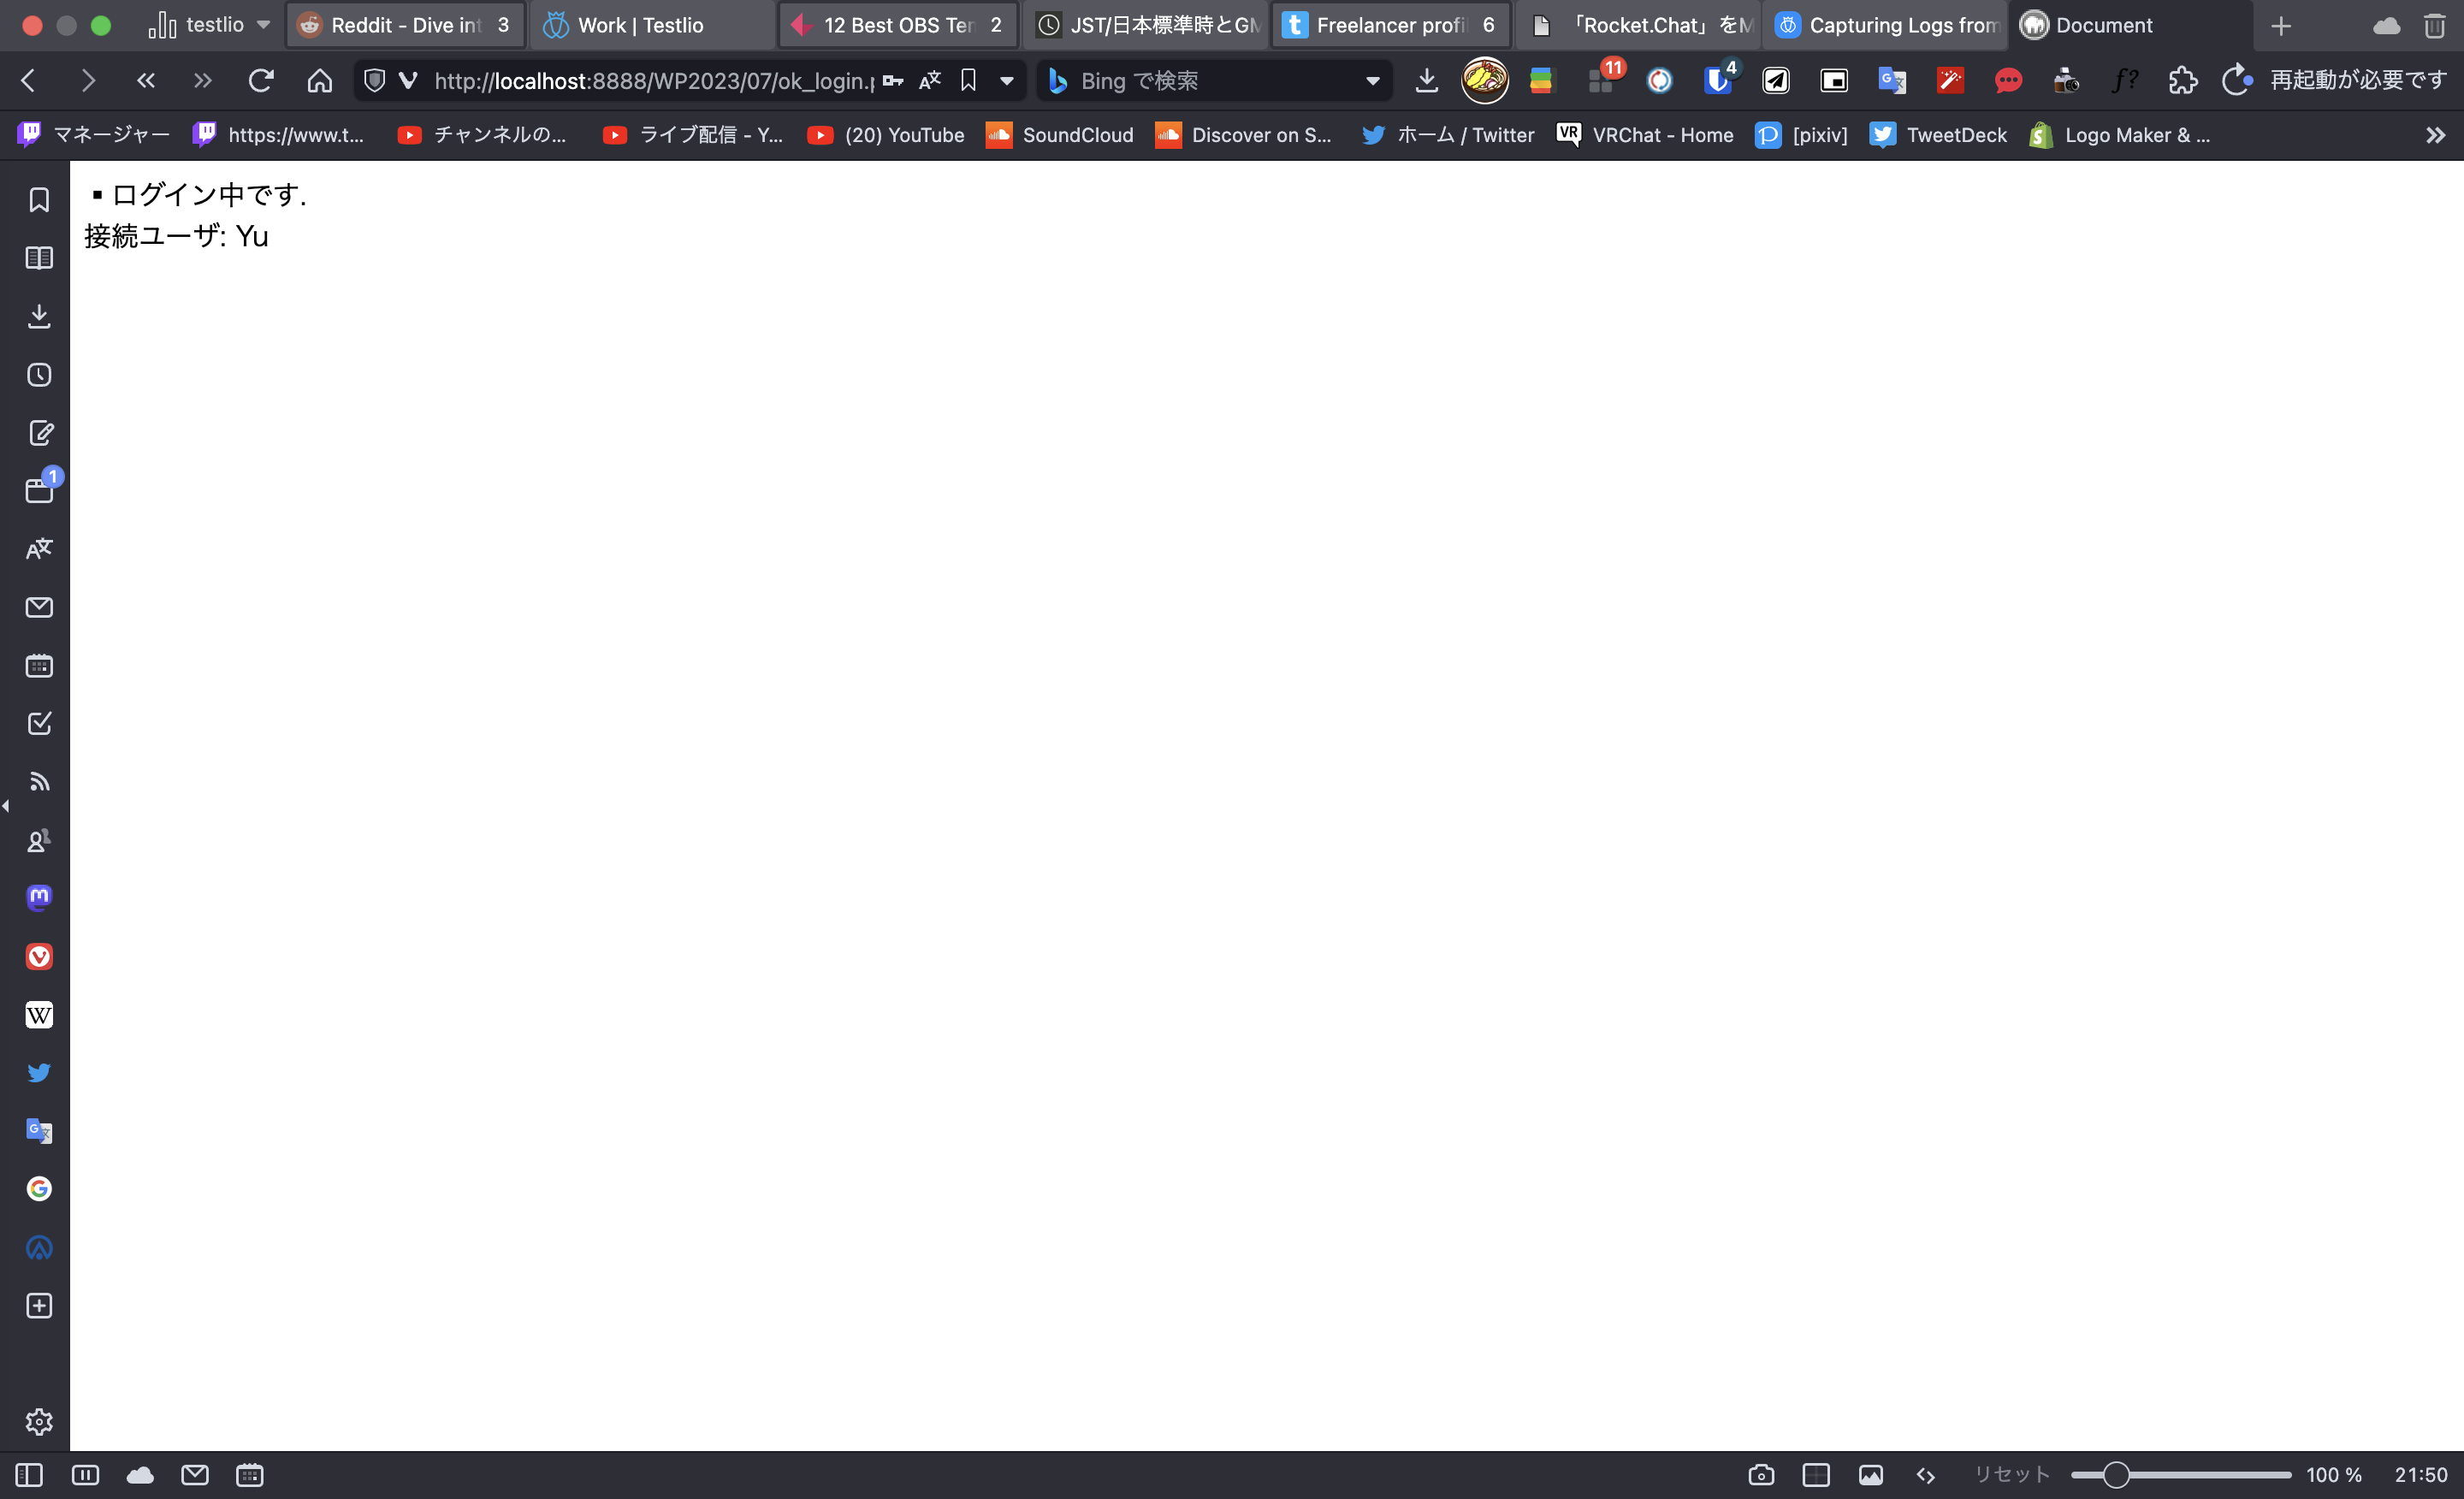 testlio
Reddit - Dive int 3
Work | Testlio
12 Best OBS Ten 2
JST/日本標準時とGM
Freelancer profil 6
「Rocket.Chat」をM
Capturing Logs from
Document
http://localhost:8888/WP2023/07/ok_login.p
Bing で検索
11
4
再起動が必要です
マネージャー
https://www.t...
チャンネルの...
ライブ配信 - Y...
(20) YouTube
SoundCloud
Discover on S...
ホーム / Twitter
VR
VRChat - Home
[pixiv]
TweetDeck
Logo Maker & ...
▪ログイン中です.
接続ユーザ: Yu
1
W
リセット
100 %
21:50